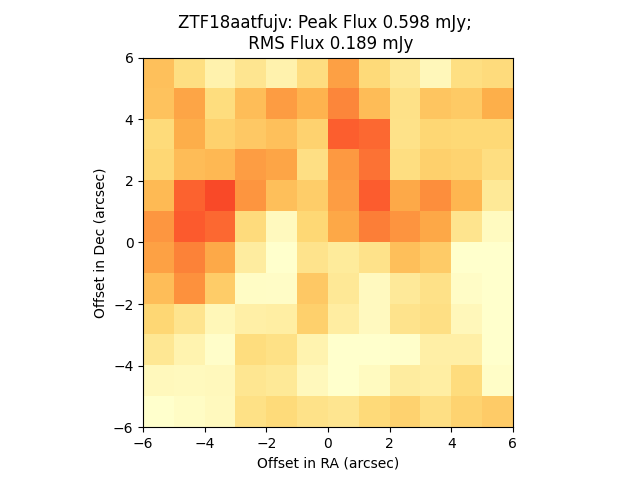 ZTF18aatfujv: Peak Flux 0.598 mJy;
RMS Flux 0.189 mJy
6
4
2
0
−2
−4
−6
Offset in Dec (arcsec)
−6 −4 −2 0 2 4 6
Offset in RA (arcsec)